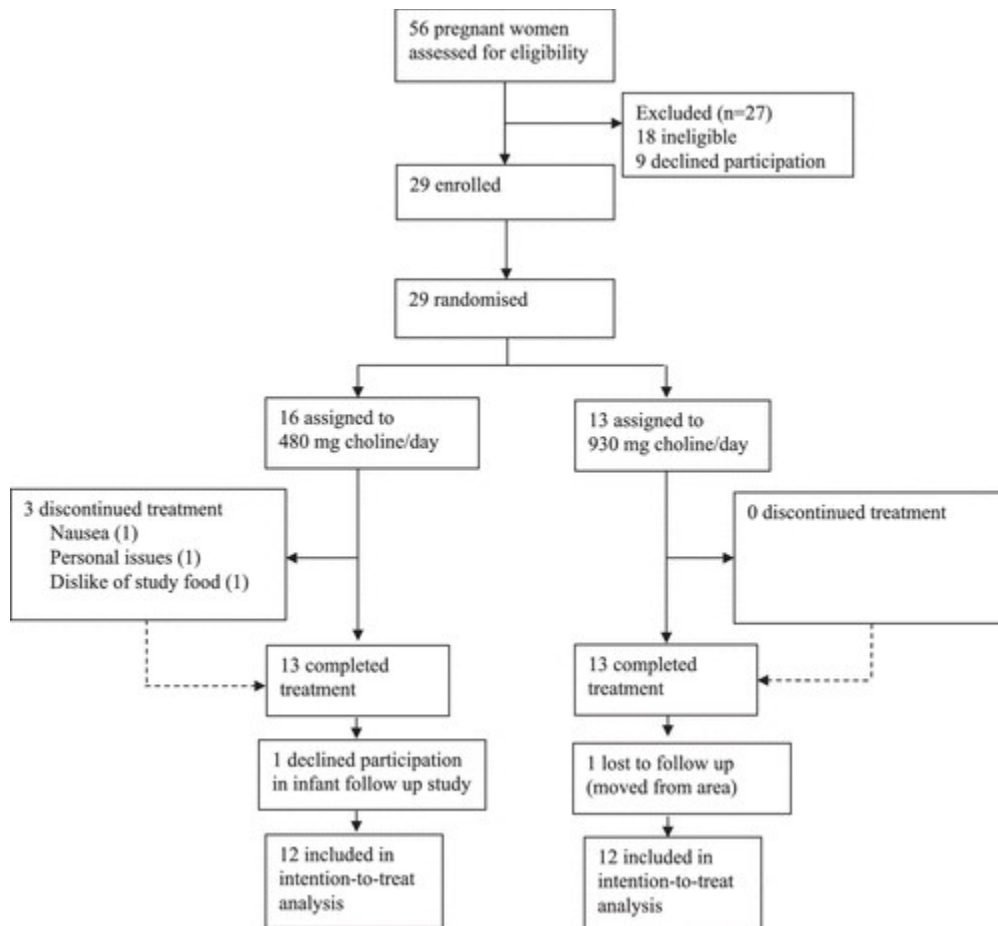 56 pregnant women
assessed for eligibility
Excluded (n=27)
18 ineligible
9 declined participation
29 enrolled
29 randomised
16 assigned to
480 mg choline/day
13 assigned to
930 mg choline/day
3 discontinued treatment
Nausea (1)
Personal issues (1)
Dislike of study food (1)
0 discontinued treatment
13 completed
treatment
13 completed
treatment
1 declined participation
in infant follow up study
1 lost to follow up
(moved from area)
12 included in
intention-to-treat
analysis
12 included in
intention-to-treat
analysis